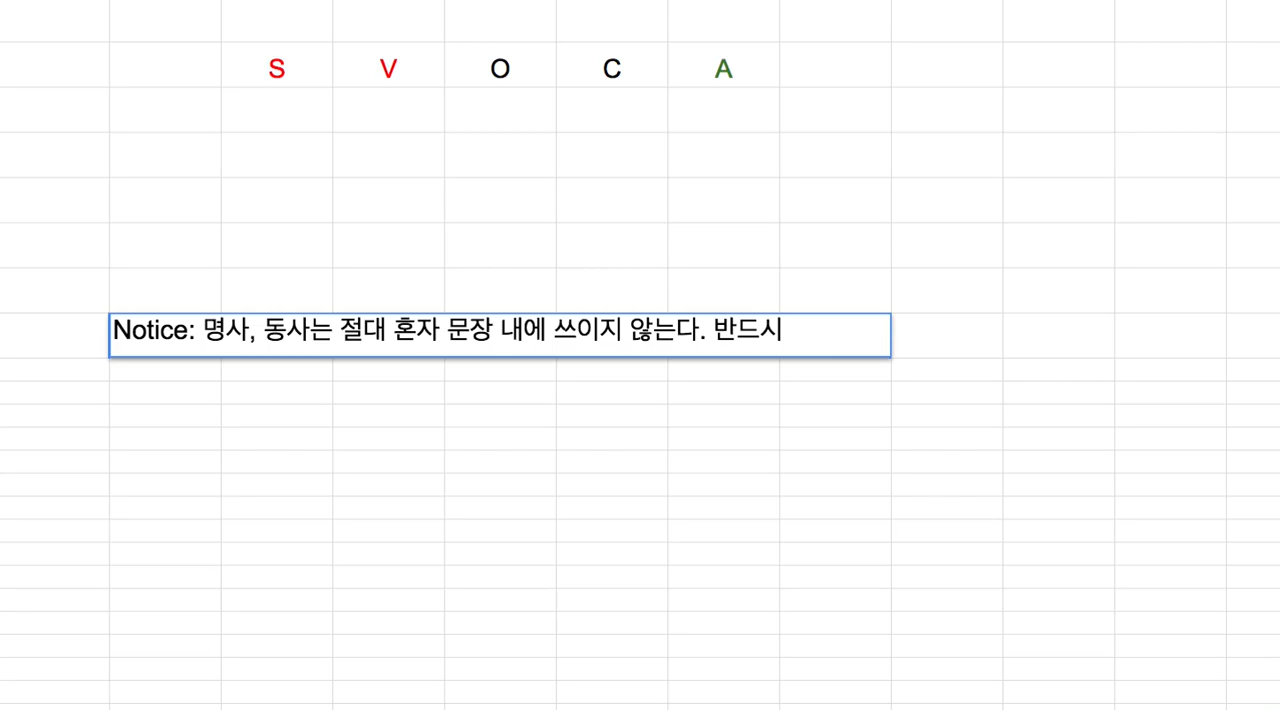 S V O C A
Notice: 명사, 동사는 절대 혼자 문장 내에 쓰이지 않는다. 반드시